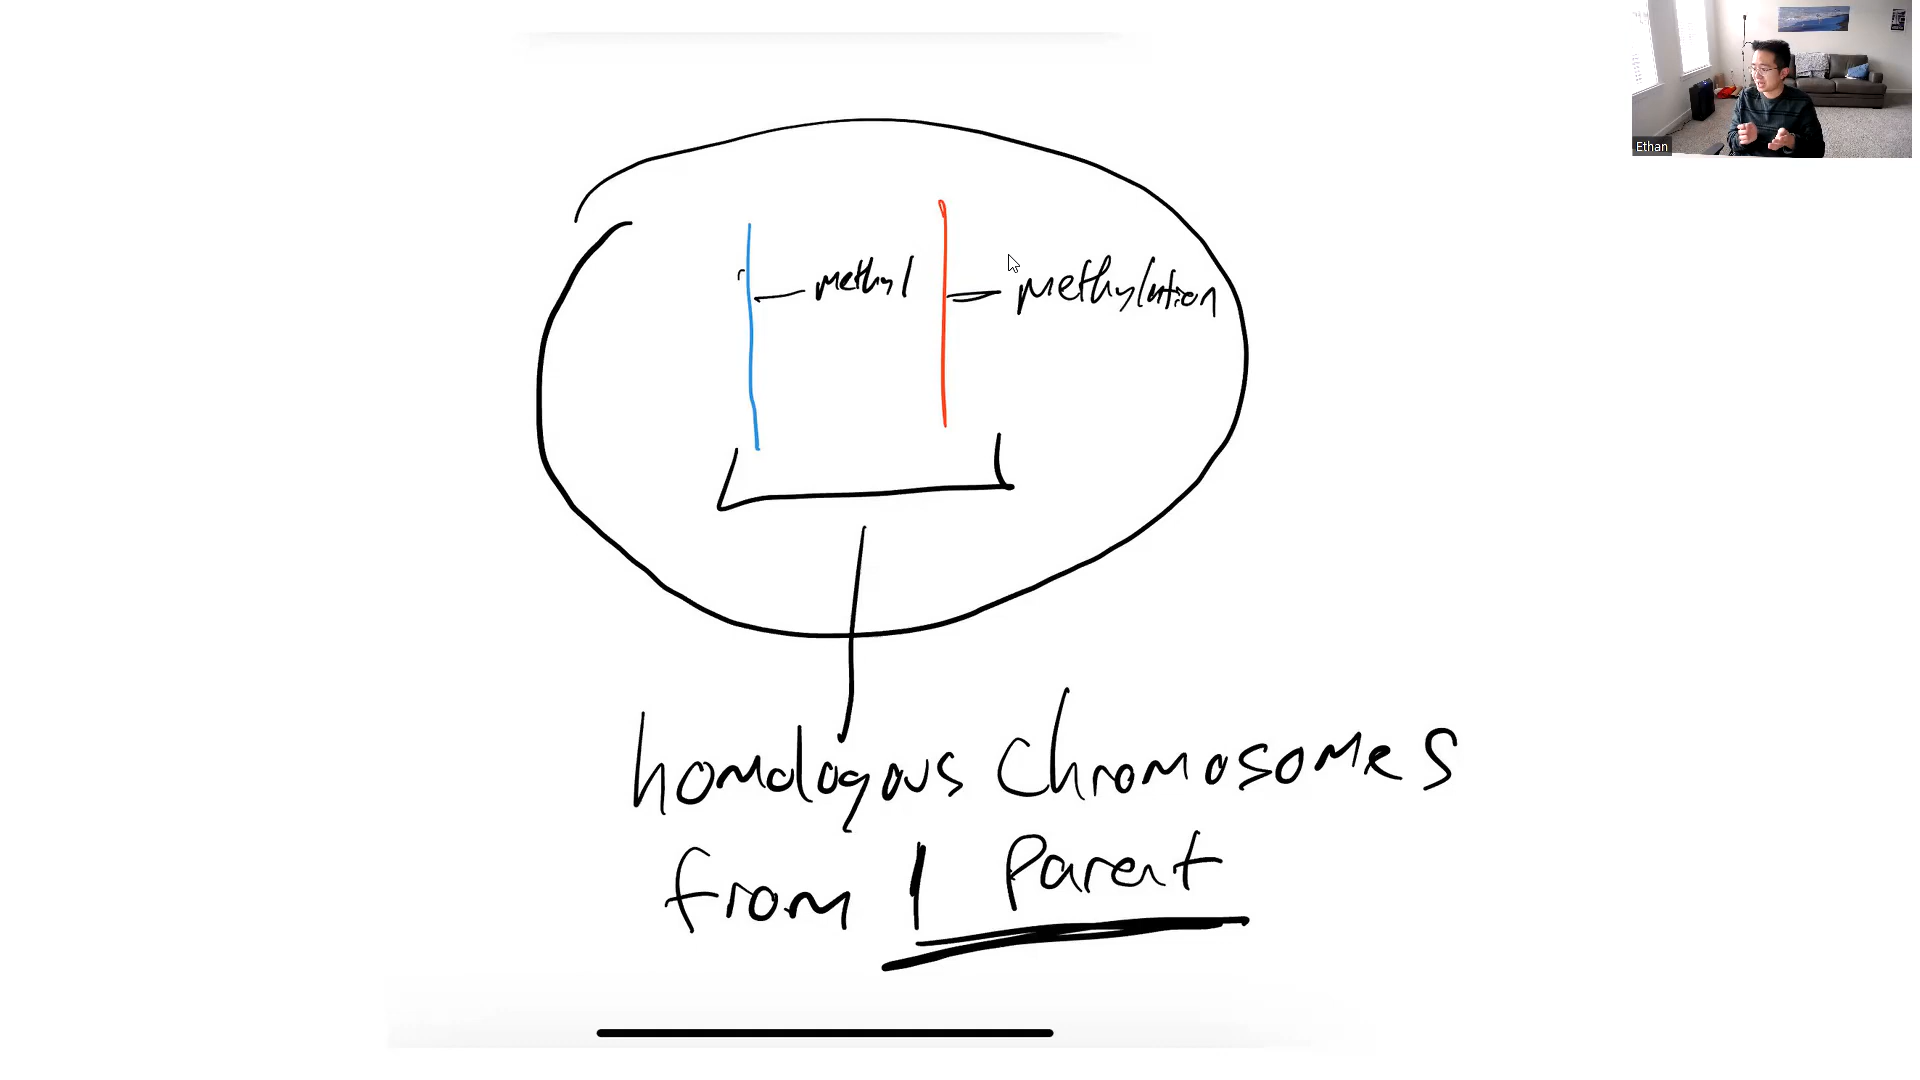 Ethan
methyl
methylation
homologous chromosomes
from 1 parent